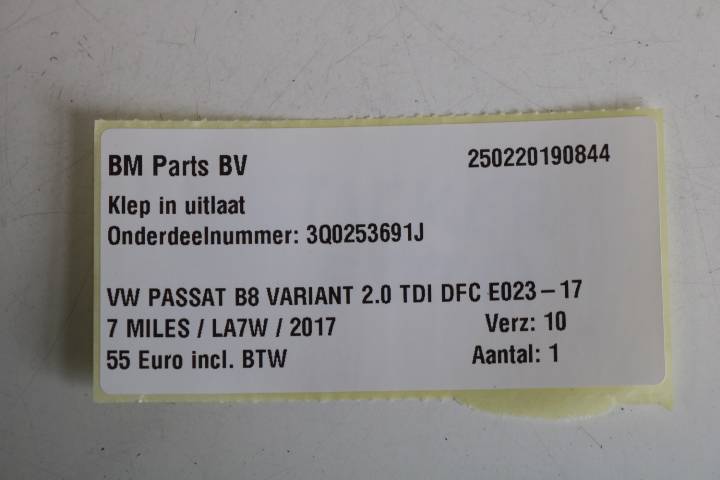 BM Parts BV 250220190844
Klep in uitlaat
Onderdeelnummer: 3Q0253691J
VW PASSAT B8 VARIANT 2.0 TDI DFC E023-17
7 MILES / LA7W / 2017 Verz: 10
55 Euro incl. BTW Aantal: 1